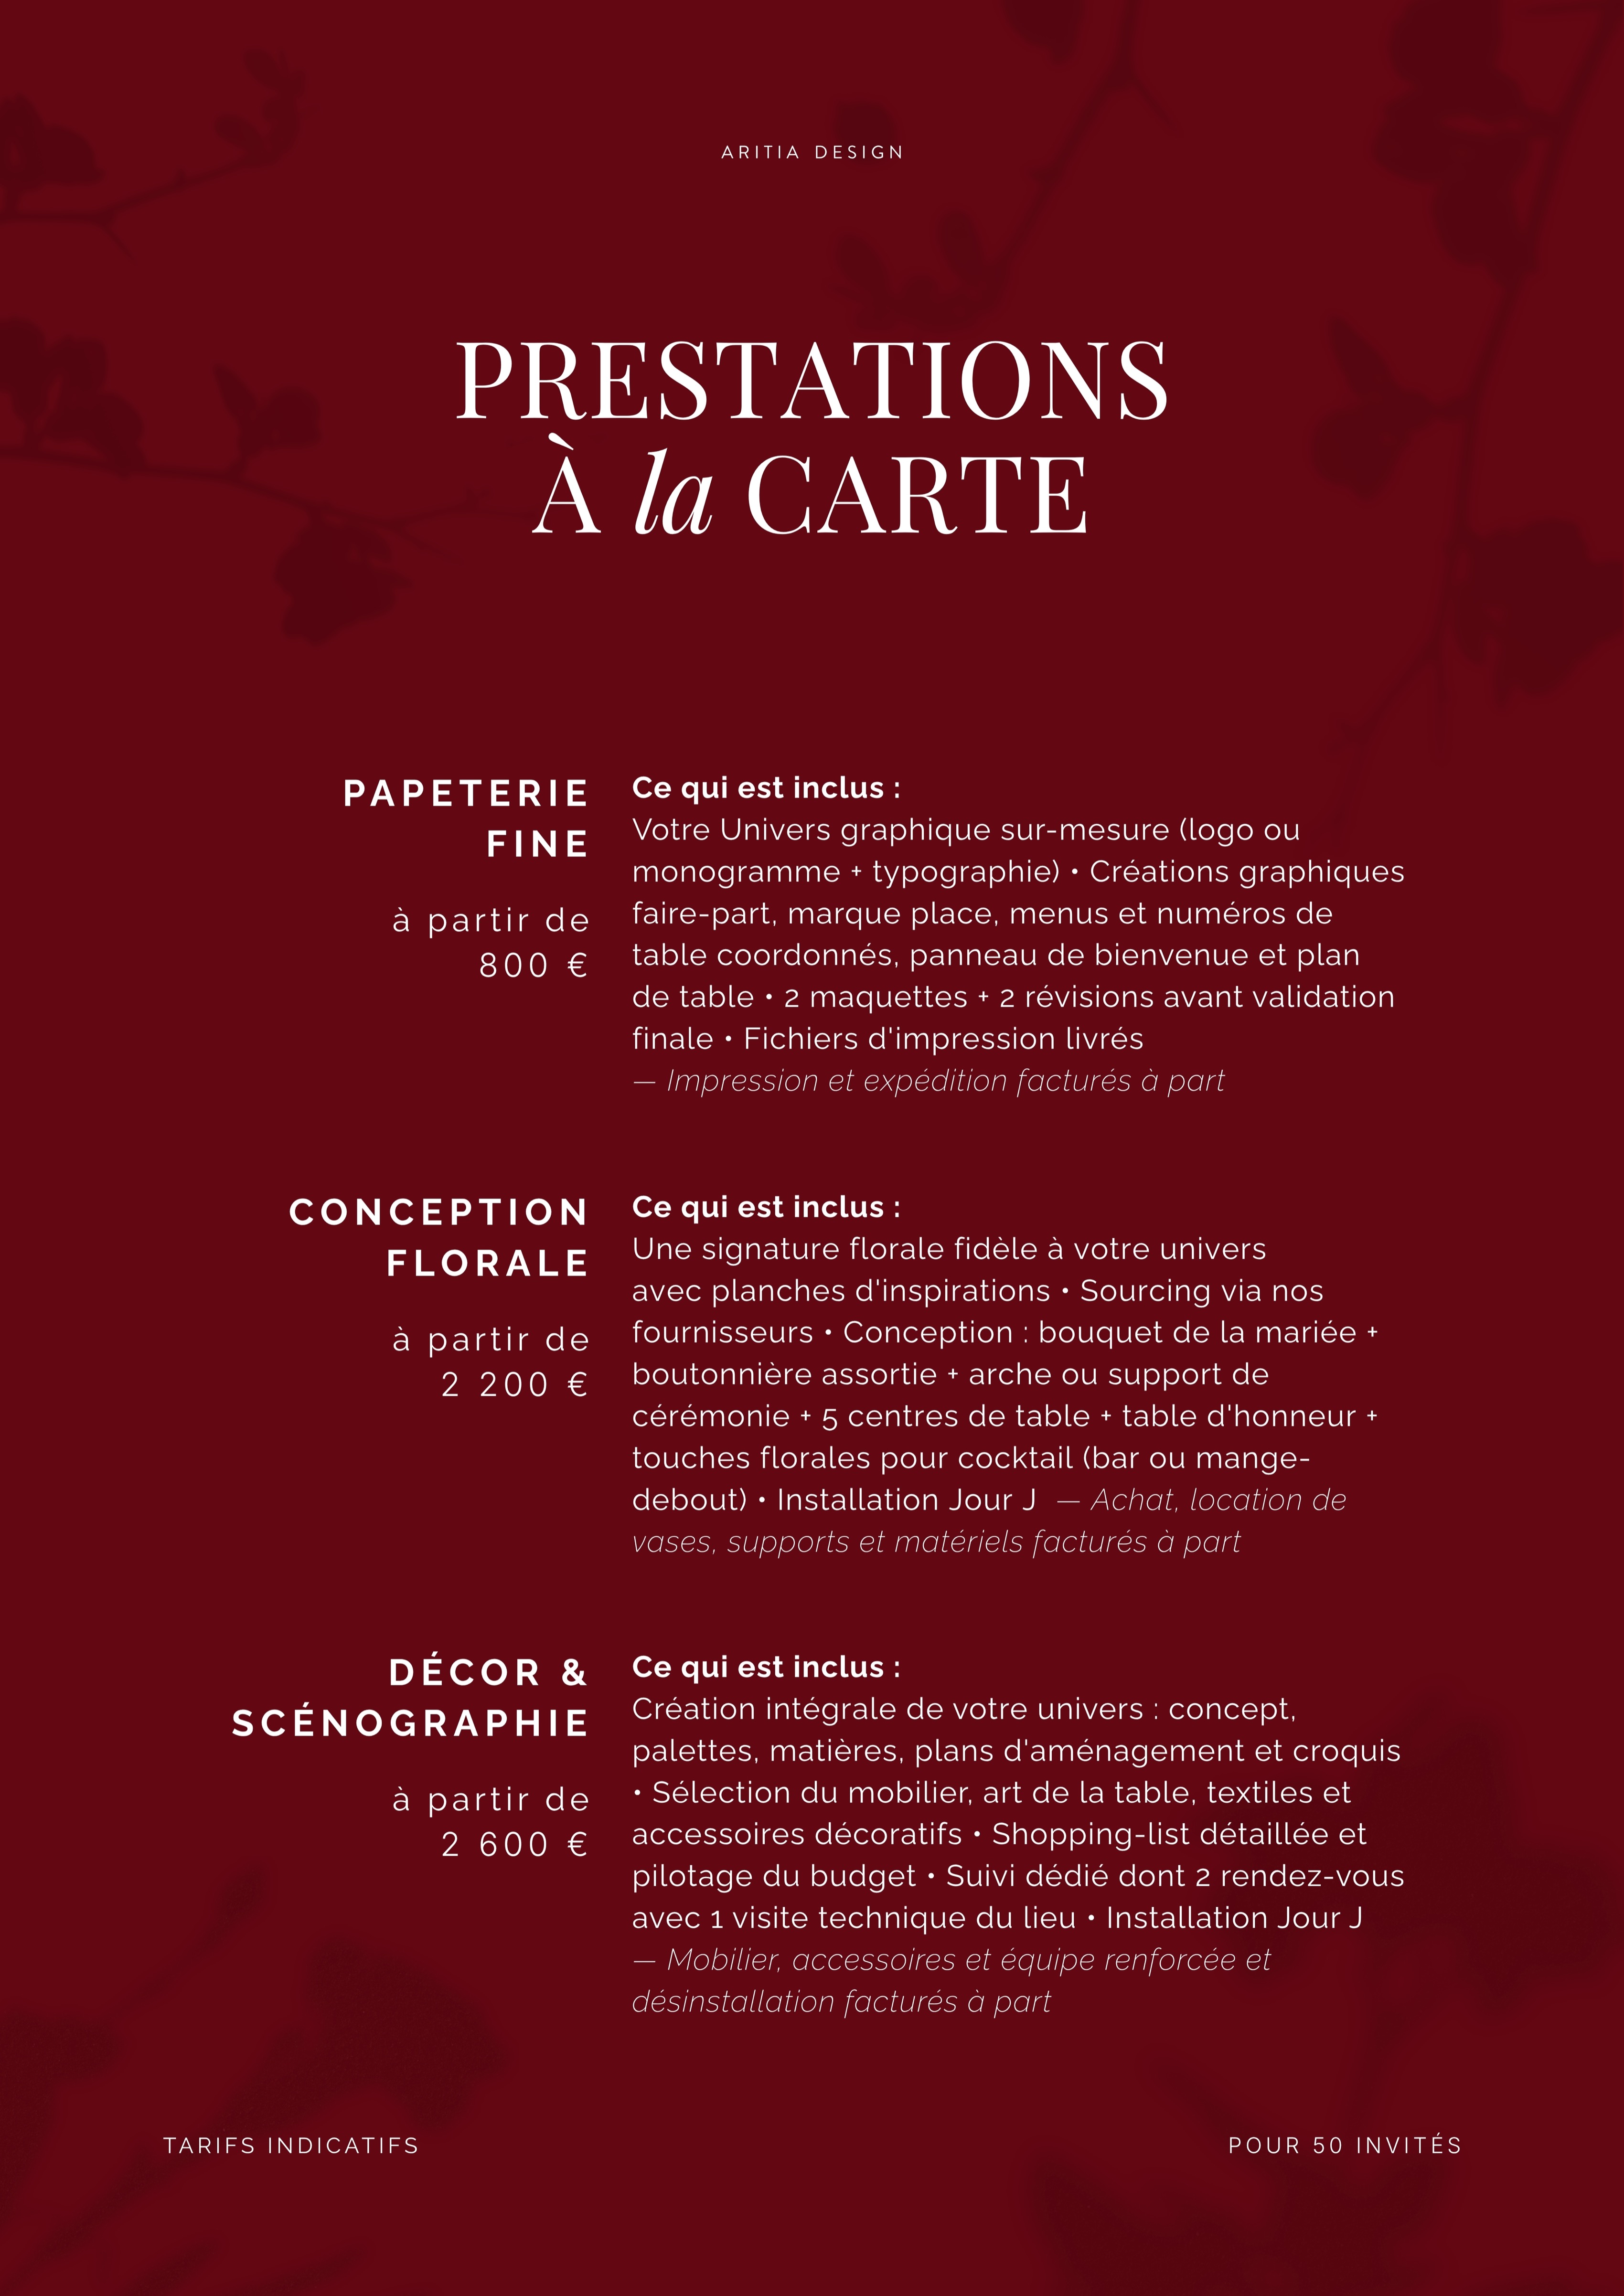 ARITIA DESIGN
PRESTATIONS
À la CARTE
PAPETERIE
FINE
à partir de
800 €
Ce qui est inclus :
Votre Univers graphique sur-mesure (logo ou
monogramme + typographie) • Créations graphiques
faire-part, marque place, menus et numéros de
table coordonnés, panneau de bienvenue et plan
de table • 2 maquettes + 2 révisions avant validation
finale • Fichiers d'impression livrés
— Impression et expédition facturés à part
CONCEPTION
FLORALE
à partir de
2 200 €
Ce qui est inclus :
Une signature florale fidèle à votre univers
avec planches d'inspirations • Sourcing via nos
fournisseurs • Conception : bouquet de la mariée +
boutonnière assortie + arche ou support de
cérémonie + 5 centres de table + table d'honneur +
touches florales pour cocktail (bar ou mange-
debout) • Installation Jour J — Achat, location de
vases, supports et matériels facturés à part
DÉCOR &
SCÉNOGRAPHIE
à partir de
2 600 €
Ce qui est inclus :
Création intégrale de votre univers : concept,
palettes, matières, plans d'aménagement et croquis
• Sélection du mobilier, art de la table, textiles et
accessoires décoratifs • Shopping-list détaillée et
pilotage du budget • Suivi dédié dont 2 rendez-vous
avec 1 visite technique du lieu • Installation Jour J
— Mobilier, accessoires et équipe renforcée et
désinstallation facturés à part
TARIFS INDICATIFS
POUR 50 INVITÉS